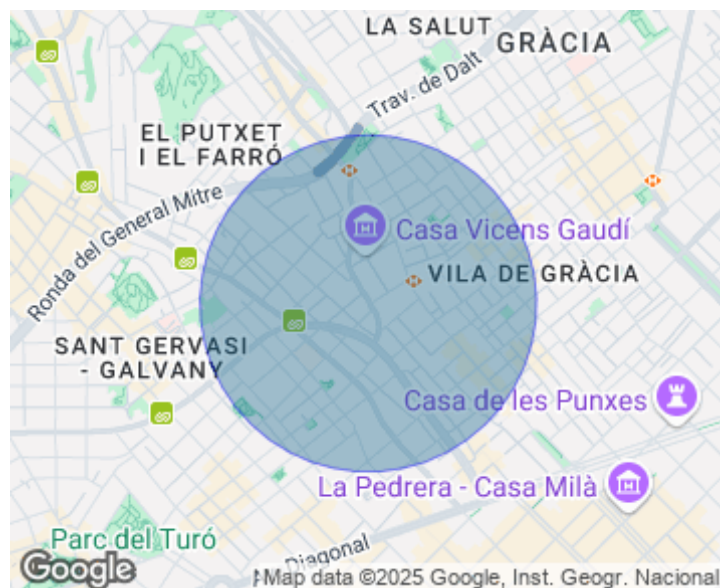 LA SALUT
GRÀCIA
Trav. de Dalt
EL PUTXET
I EL FARRÓ
Ronda del General Mitre
Casa Vicens Gaudí
VILA DE GRÀCIA
SANT GERVASI
- GALVANY
Casa de les Punxes
La Pedrera - Casa Milà
Parc del Turó
Diagonal
Google
Map data ©2025 Google, Inst. Geogr. Nacional